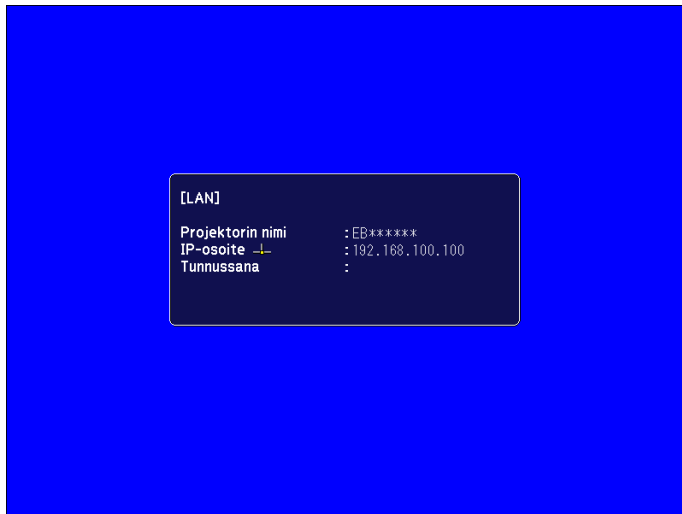 [LAN]
Projektorin nimi :EB******
IP-osoite :192.168.100.100
Tunnussana :